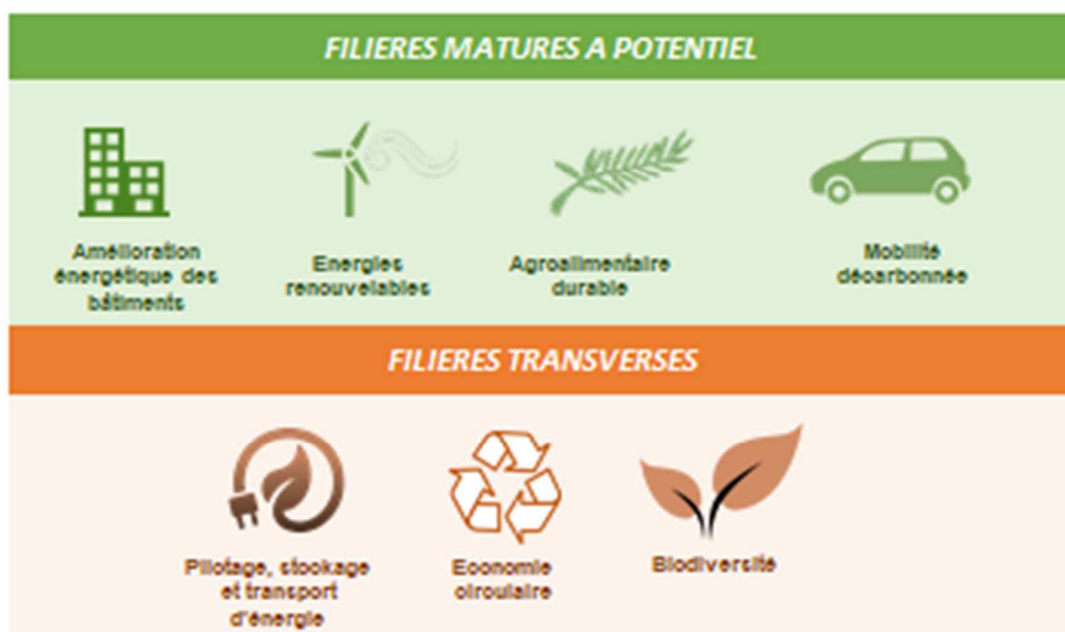 FILIERES MATURES A POTENTIEL
Amélioration
énergétique des
bâtiments
Energies
renouvelables
Agroalimentaire
durable
Mobilité
décarbonnée
FILIERES TRANSVERSES
Pilotage, stockage
et transport
d'énergie
Economie
circulaire
Biodiversité